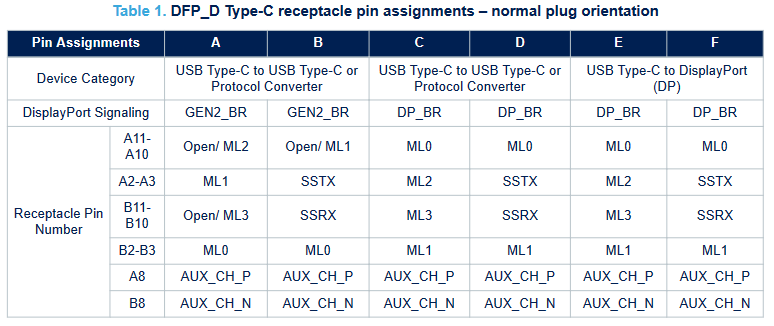 Table 1. DFP_D Type-C receptacle pin assignments – normal plug orientation
Pin Assignments A B C D E F
Device Category USB Type-C to USB Type-C or USB Type-C to USB Type-C or USB Type-C to DisplayPort
Protocol Converter Protocol Converter (DP)
DisplayPort Signaling GEN2_BR GEN2_BR DP_BR DP_BR DP_BR DP_BR
Receptacle Pin
Number
A11-
A10 Open/ ML2 Open/ ML1 ML0 ML0 ML0 ML0
A2-A3 ML1 SSTX ML2 SSTX ML2 SSTX
B11-
B10 Open/ ML3 SSRX ML3 SSRX ML3 SSRX
B2-B3 ML0 ML0 ML1 ML1 ML1 ML1
A8 AUX_CH_P AUX_CH_P AUX_CH_P AUX_CH_P AUX_CH_P AUX_CH_P
B8 AUX_CH_N AUX_CH_N AUX_CH_N AUX_CH_N AUX_CH_N AUX_CH_N